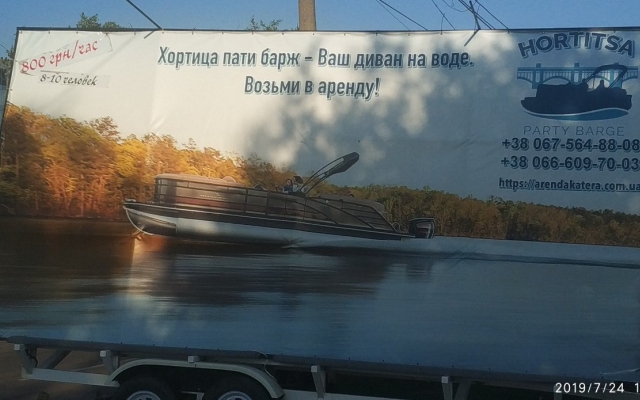 800 грн/час
8-10 человек
Хортица пати барж – Ваш диван на воде.
Возьми в аренду!
HORTITSA
PARTY BARGE
+38 067-564-88-08
+38 066-609-70-03
https://arendakatera.com.ua
2019/7/24 1